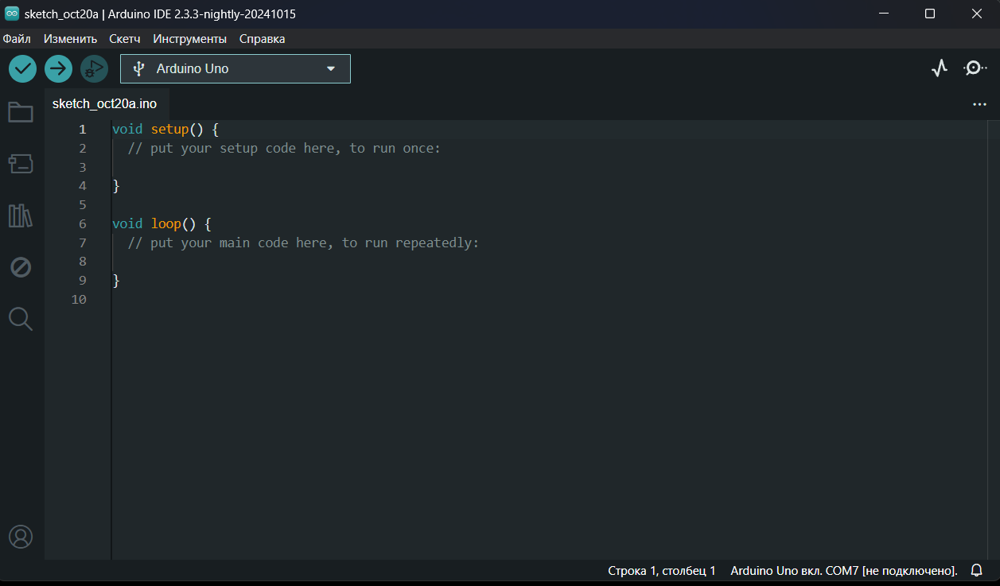 sketch_oct20a | Arduino IDE 2.3.3-nightly-20241015
Файл Изменить Скетч Инструменты Справка
Arduino Uno
sketch_oct20a.ino
1 void setup() {
2 // put your setup code here, to run once:
3
4 }
5
6 void loop() {
7 // put your main code here, to run repeatedly:
8
9 }
10
Строка 1, столбец 1 Arduino Uno вкл. COM7 [не подключено].